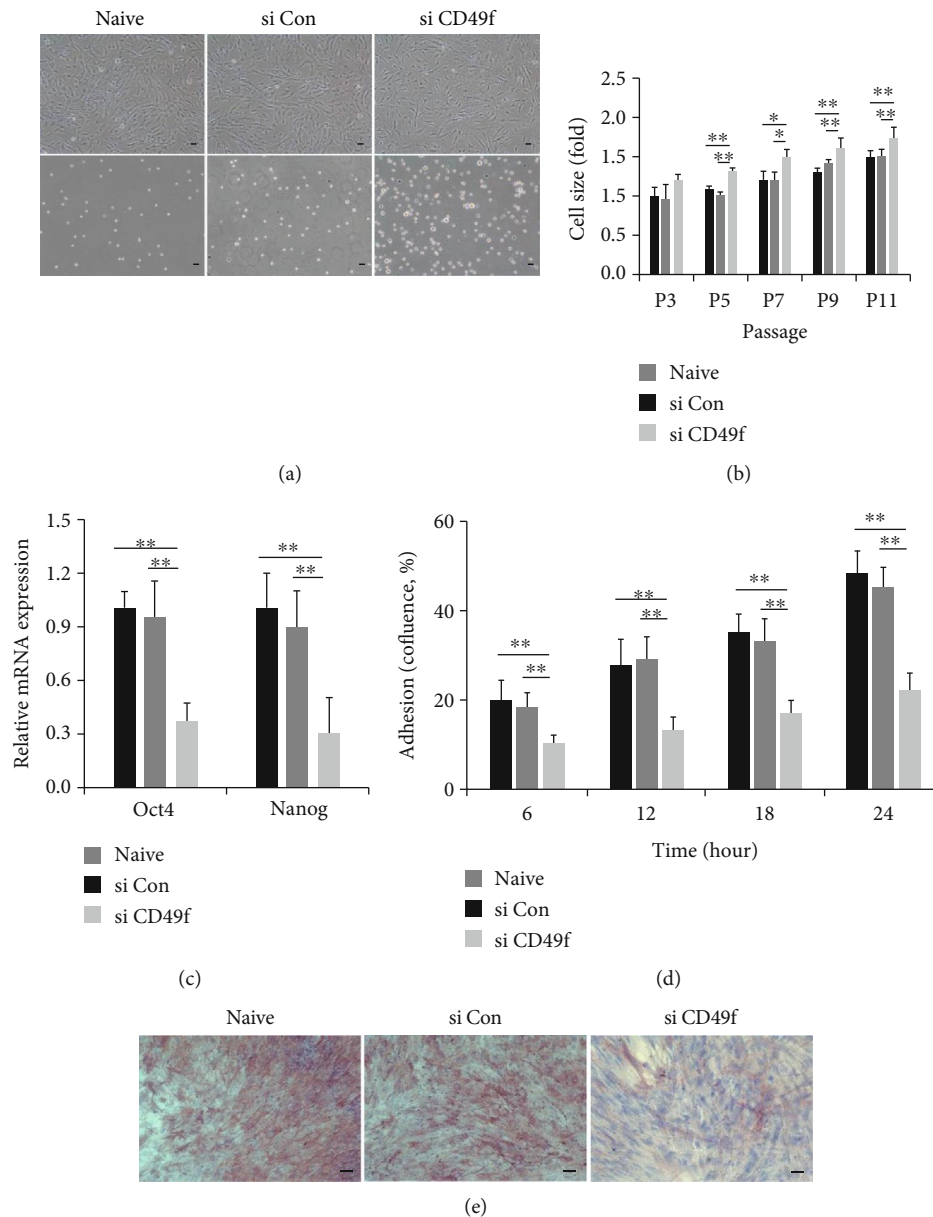 Naive si Con si CD49f
(a)
Cell size (fold)
2.5
2.0
1.5
1.5
0.5
0.0
** ** * * ** ** ** **
P3 P5 P7 P9 P11
Passage
Naive
si Con
si CD49f
(b)
Relative mRNA expression
1.5
1.2
0.9
0.6
0.3
0.0
** ** ** **
Oct4 Nanog
Naive
si Con
si CD49f
(c)
Adhesion (cofluence, %)
60
40
20
0
** ** ** ** ** ** ** **
6 12 18 24
Time (hour)
Naive
si Con
si CD49f
(d)
Naive si Con si CD49f
(e)